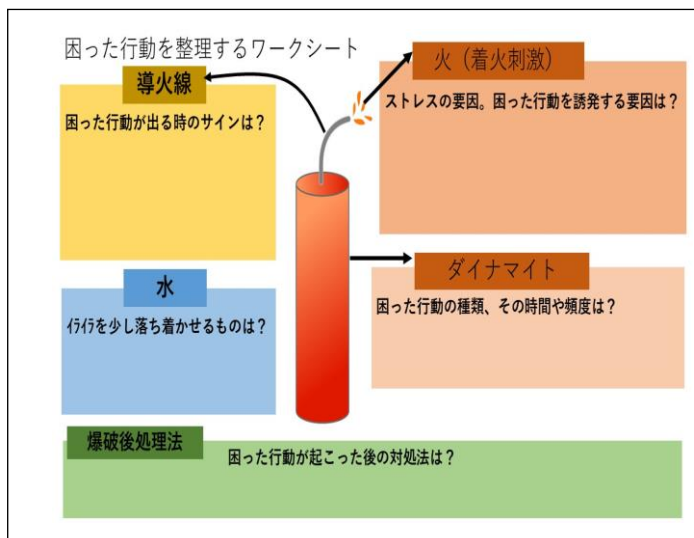 困った行動を整理するワークシート
導火線
困った行動が出る時のサインは？
火（着火刺激）
ストレスの要因。困った行動を誘発する要因は？
水
ｲﾗｲﾗを少し落ち着かせるものは？
ダイナマイト
困った行動の種類、その時間や頻度は？
爆破後処理法
困った行動が起こった後の対処法は？